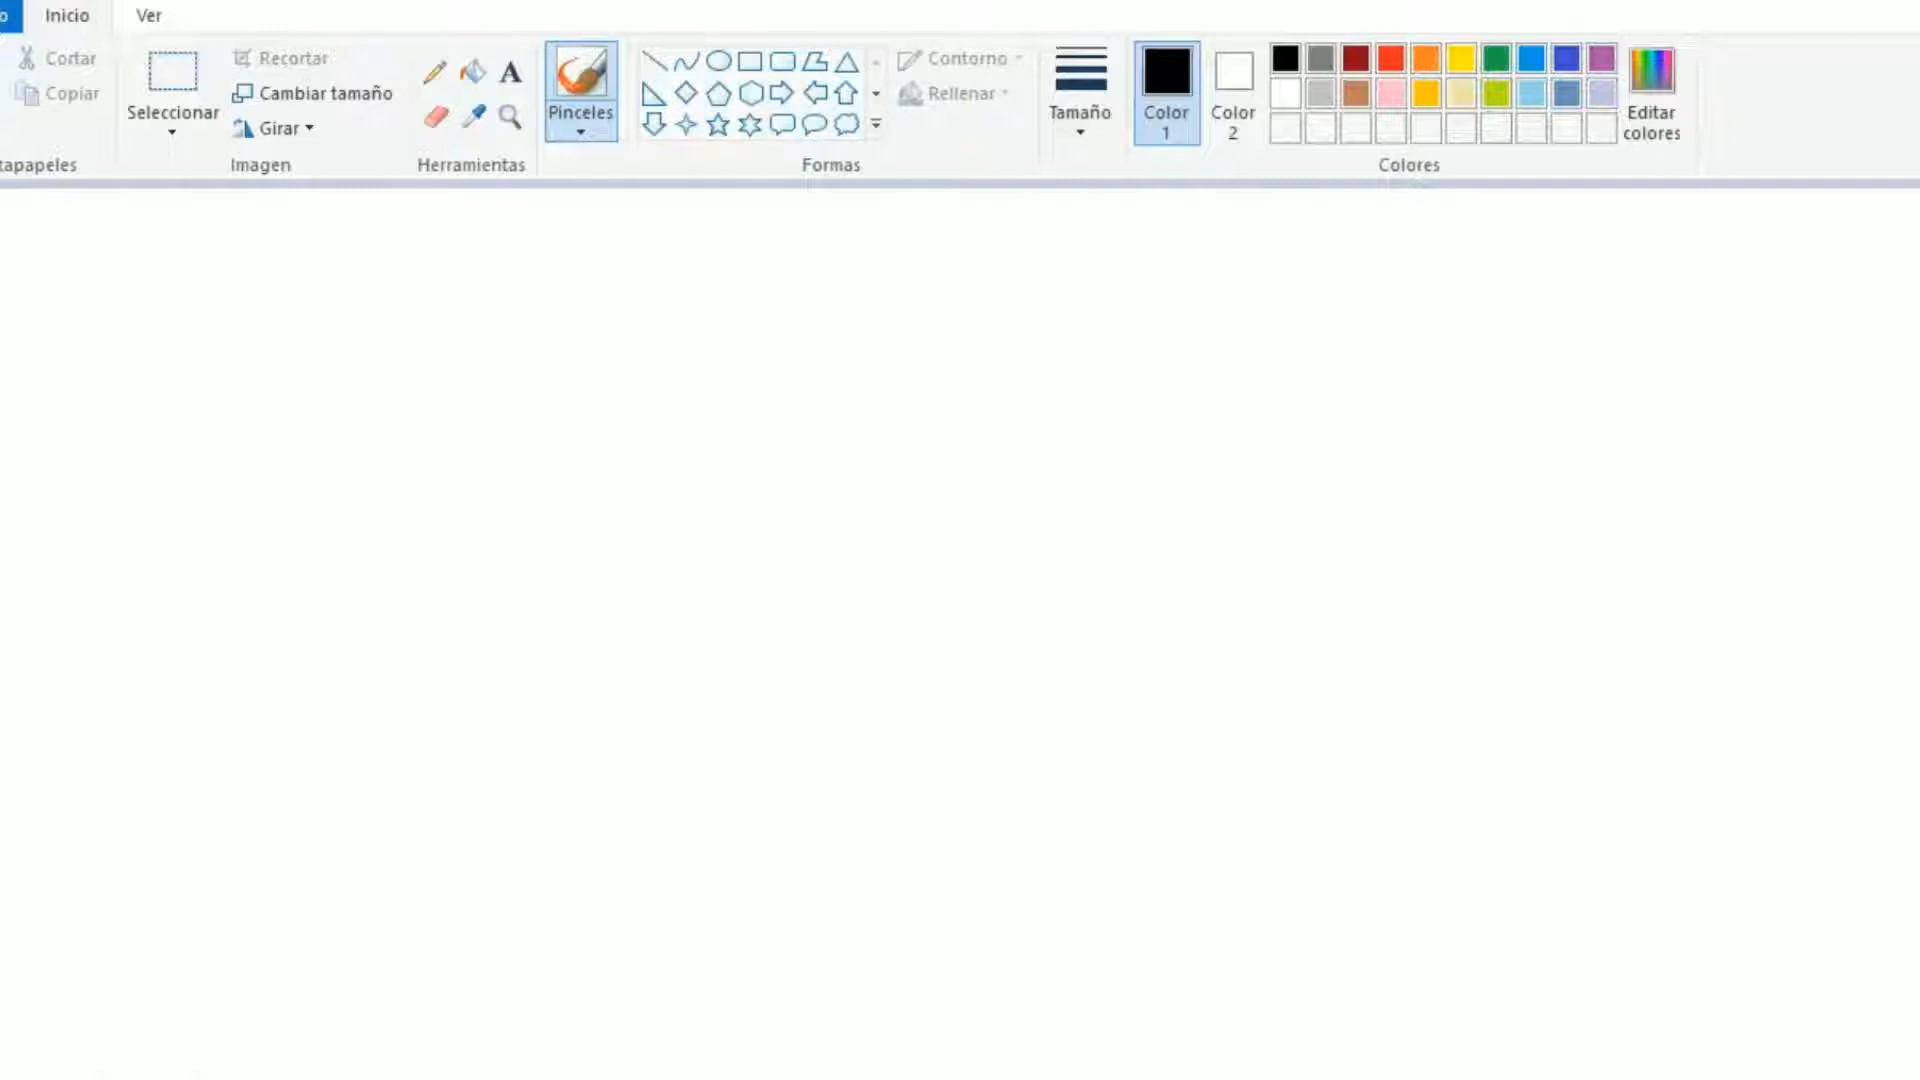 Inicio Ver
Cortar
Copiar
Seleccionar
Recortar
Cambiar tamaño
Girar
A
Pinceles
Contorno
Rellenar
Tamaño
Color
1
Color
2
Editar
colores
tapapeles Imagen Herramientas Formas Colores